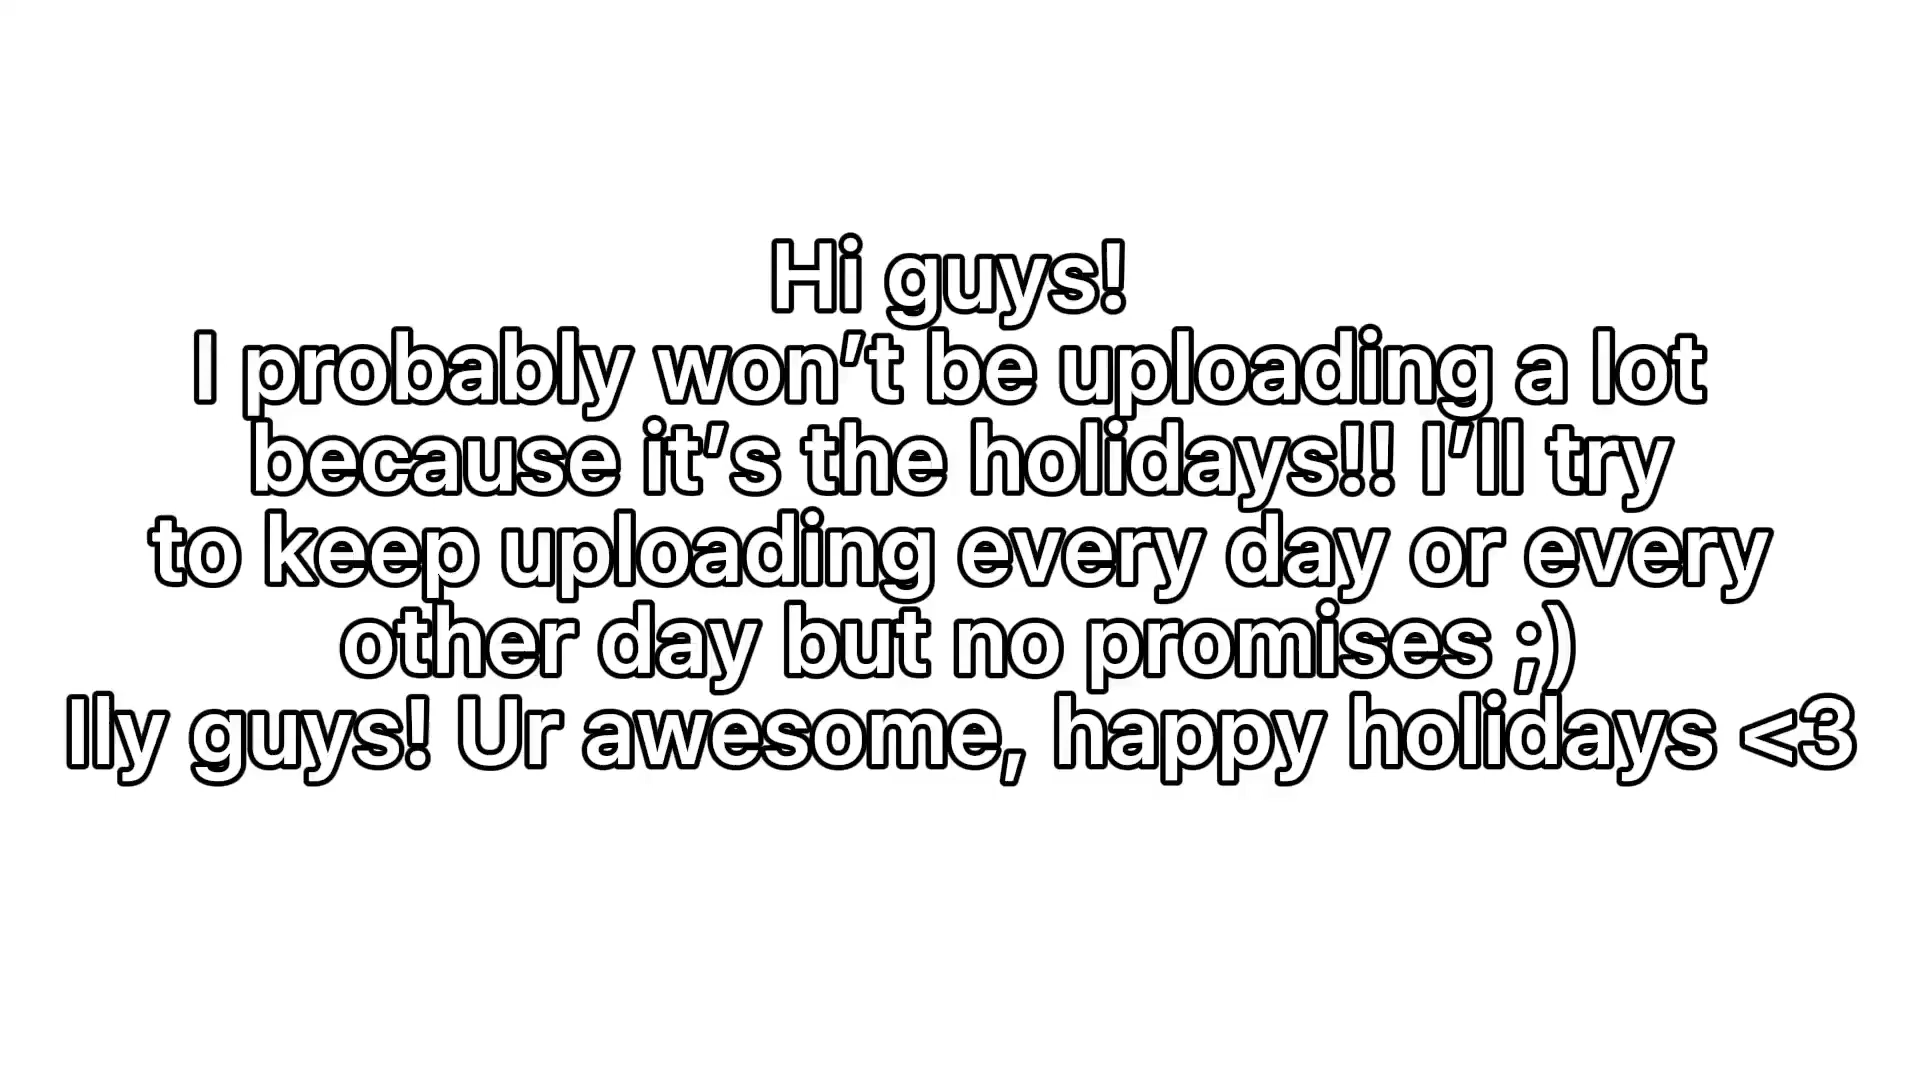 Hi guys!
I probably won’t be uploading a lot
because it’s the holidays!! I’ll try
to keep uploading every day or every
other day but no promises ;)
Ily guys! Ur awesome, happy holidays <3